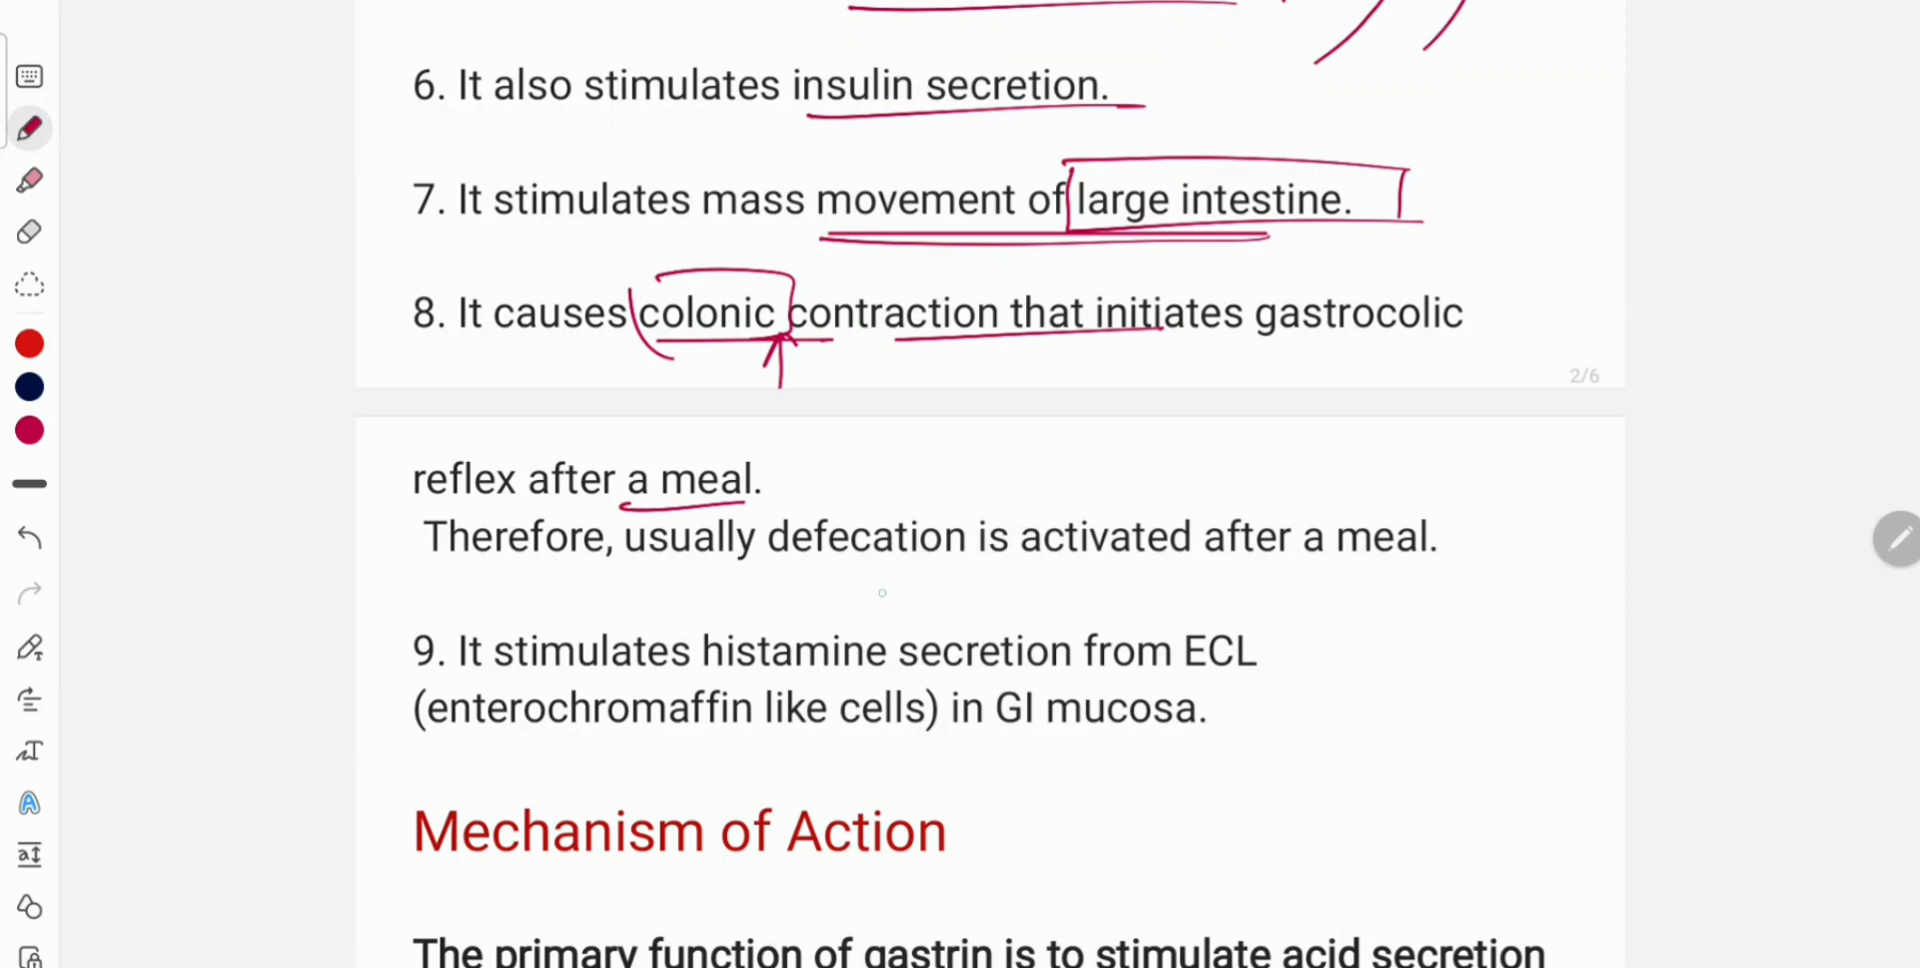 6. It also stimulates insulin secretion.
7. It stimulates mass movement of large intestine.
8. It causes colonic contraction that initiates gastrocolic
2/6
reflex after a meal.
Therefore, usually defecation is activated after a meal.
9. It stimulates histamine secretion from ECL
(enterochromaffin like cells) in GI mucosa.
Mechanism of Action
The primary function of gastrin is to stimulate acid secretion